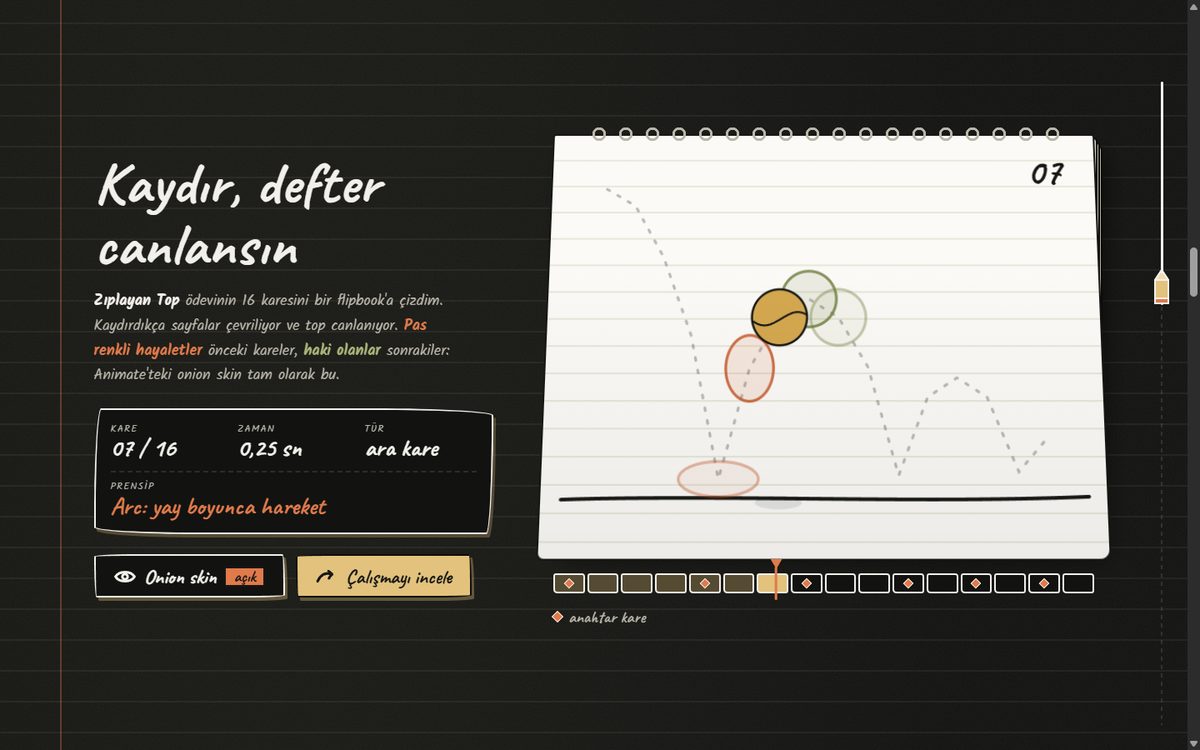 Kaydır, defter
canlansın
Zıplayan Top ödevinin 16 karesini bir flipbook'a çizdim.
Kaydırdıkça sayfalar çevriliyor ve top canlanıyor. Pas
renkli hayaletler önceki kareler, haki olanlar sonrakiler:
Animate'teki onion skin tam olarak bu.
KARE ZAMAN TÜR
07 / 16 0,25 sn ara kare
PRENSİP
Arc: yay boyunca hareket
Onion skin açık
Çalışmayı incele
07
anahtar kare